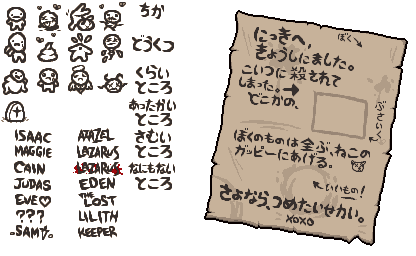 ちか
どうくつ
くらい
ところ
あったかい
ところ
さむい
ところ
なにもない
ところ
ISAAC
MAGGIE
CAIN
JUDAS
EVE
???
SAMSON
AZAZEL
LAZARUS
LAZARUS
EDEN
THE LOST
LILITH
KEEPER
にっきへ、
きょうしにました。
こいつに 殺されて
しまった。→
どこかの、
ぼく
ぶさいく
ぼくのものは全ぶ、ねこの
ガッピーにあげる。
いいもの!
さよなら、つめたいせかい。
XOXO